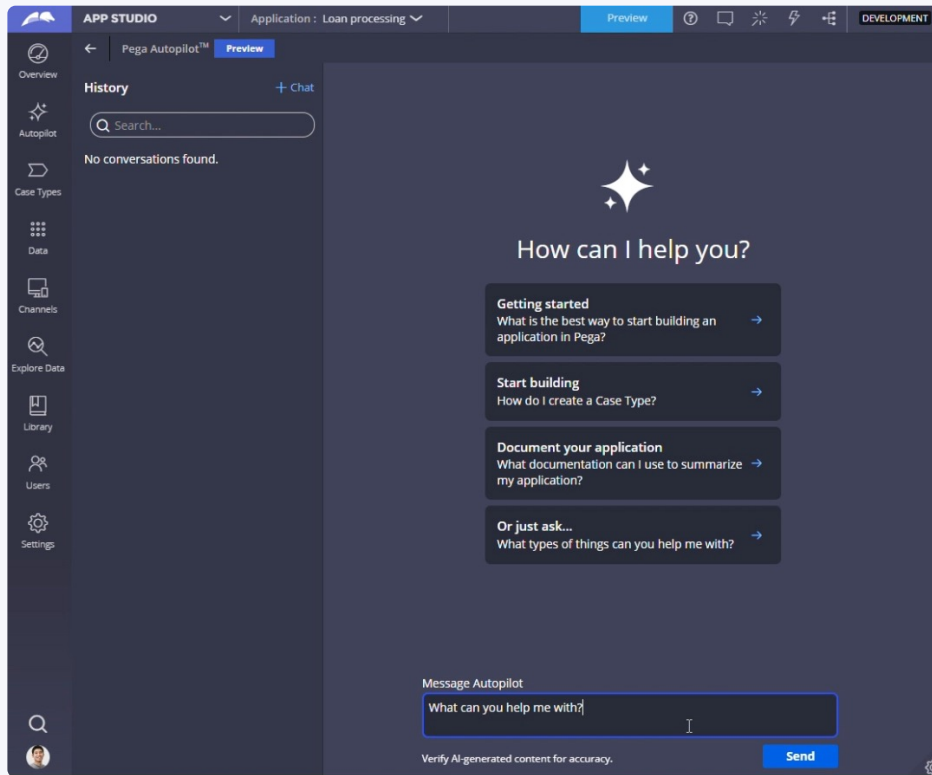 APP STUDIO
Application : Loan processing
Preview
DEVELOPMENT
Pega Autopilot™
Preview
Overview
Autopilot
Case Types
Data
Channels
Explore Data
Library
Users
Settings
History
+ Chat
Search...
No conversations found.
How can I help you?
Getting started
What is the best way to start building an
application in Pega?
Start building
How do I create a Case Type?
Document your application
What documentation can I use to summarize
my application?
Or just ask...
What types of things can you help me with?
Message Autopilot
What can you help me with?
Verify AI-generated content for accuracy.
Send